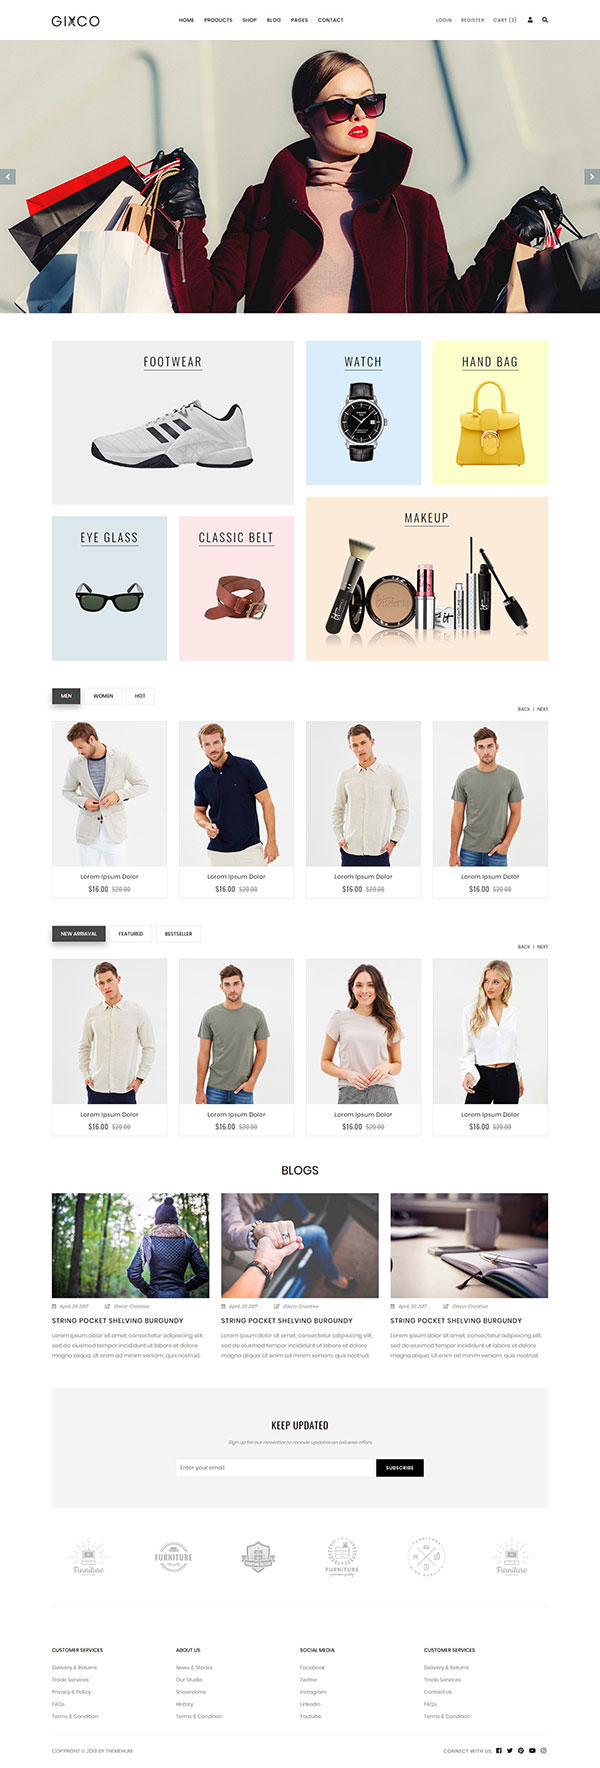 GIXCO
HOME PRODUCTS SHOP BLOG PAGES CONTACT
LOGIN REGISTER CART (3)
FOOTWEAR
WATCH
HAND BAG
EYE GLASS
CLASSIC BELT
MAKEUP
MEN WOMEN HOT
BACK | NEXT
Lorem Ipsum Dolor
$16.00 $20.00
Lorem Ipsum Dolor
$16.00 $20.00
Lorem Ipsum Dolor
$16.00 $20.00
Lorem Ipsum Dolor
$16.00 $20.00
NEW ARRIAVAL FEATURED BESTSELLER
BACK | NEXT
Lorem Ipsum Dolor
$16.00 $20.00
Lorem Ipsum Dolor
$16.00 $20.00
Lorem Ipsum Dolor
$16.00 $20.00
Lorem Ipsum Dolor
$16.00 $20.00
BLOGS
April, 30 2017 Gixco-Creative
STRING POCKET SHELVING BURGUNDY
Lorem ipsum dolor sit amet, consectetur adipisicing elit,
sed do eiusmod tempor incididunt ut labore et dolore
magna aliqua. Ut enim ad minim veniam, quis nostrud.
April, 30 2017 Gixco-Creative
STRING POCKET SHELVING BURGUNDY
Lorem ipsum dolor sit amet, consectetur adipisicing elit,
sed do eiusmod tempor incididunt ut labore et dolore
magna aliqua. Ut enim ad minim veniam, quis nostrud.
April, 30 2017 Gixco-Creative
STRING POCKET SHELVING BURGUNDY
Lorem ipsum dolor sit amet, consectetur adipisicing elit,
sed do eiusmod tempor incididunt ut labore et dolore
magna aliqua. Ut enim ad minim veniam, quis nostrud.
KEEP UPDATED
Sign up for our newletter to recevie updates an exlusive offers
Enter your email SUBSCRIBE
Furniture
FURNITURE
FURNITURE
FURNITURE
Furniture
CUSTOMER SERVICES
Delivery & Returns
Trade Services
Privacy & Policy
FAQs
Terms & Condition
ABOUT US
News & Stories
Our Studio
Showrooms
History
Terms & Condition
SOCIAL MEDIA
Facebook
Twitter
Instagram
Linkedin
Youtube
CUSTOMER SERVICES
Delivery & Returns
Trade Services
Contact Us
FAQs
Terms & Condition
COPYRIGHT © 2019 BY THEMEHUM
CONNECT WITH US: